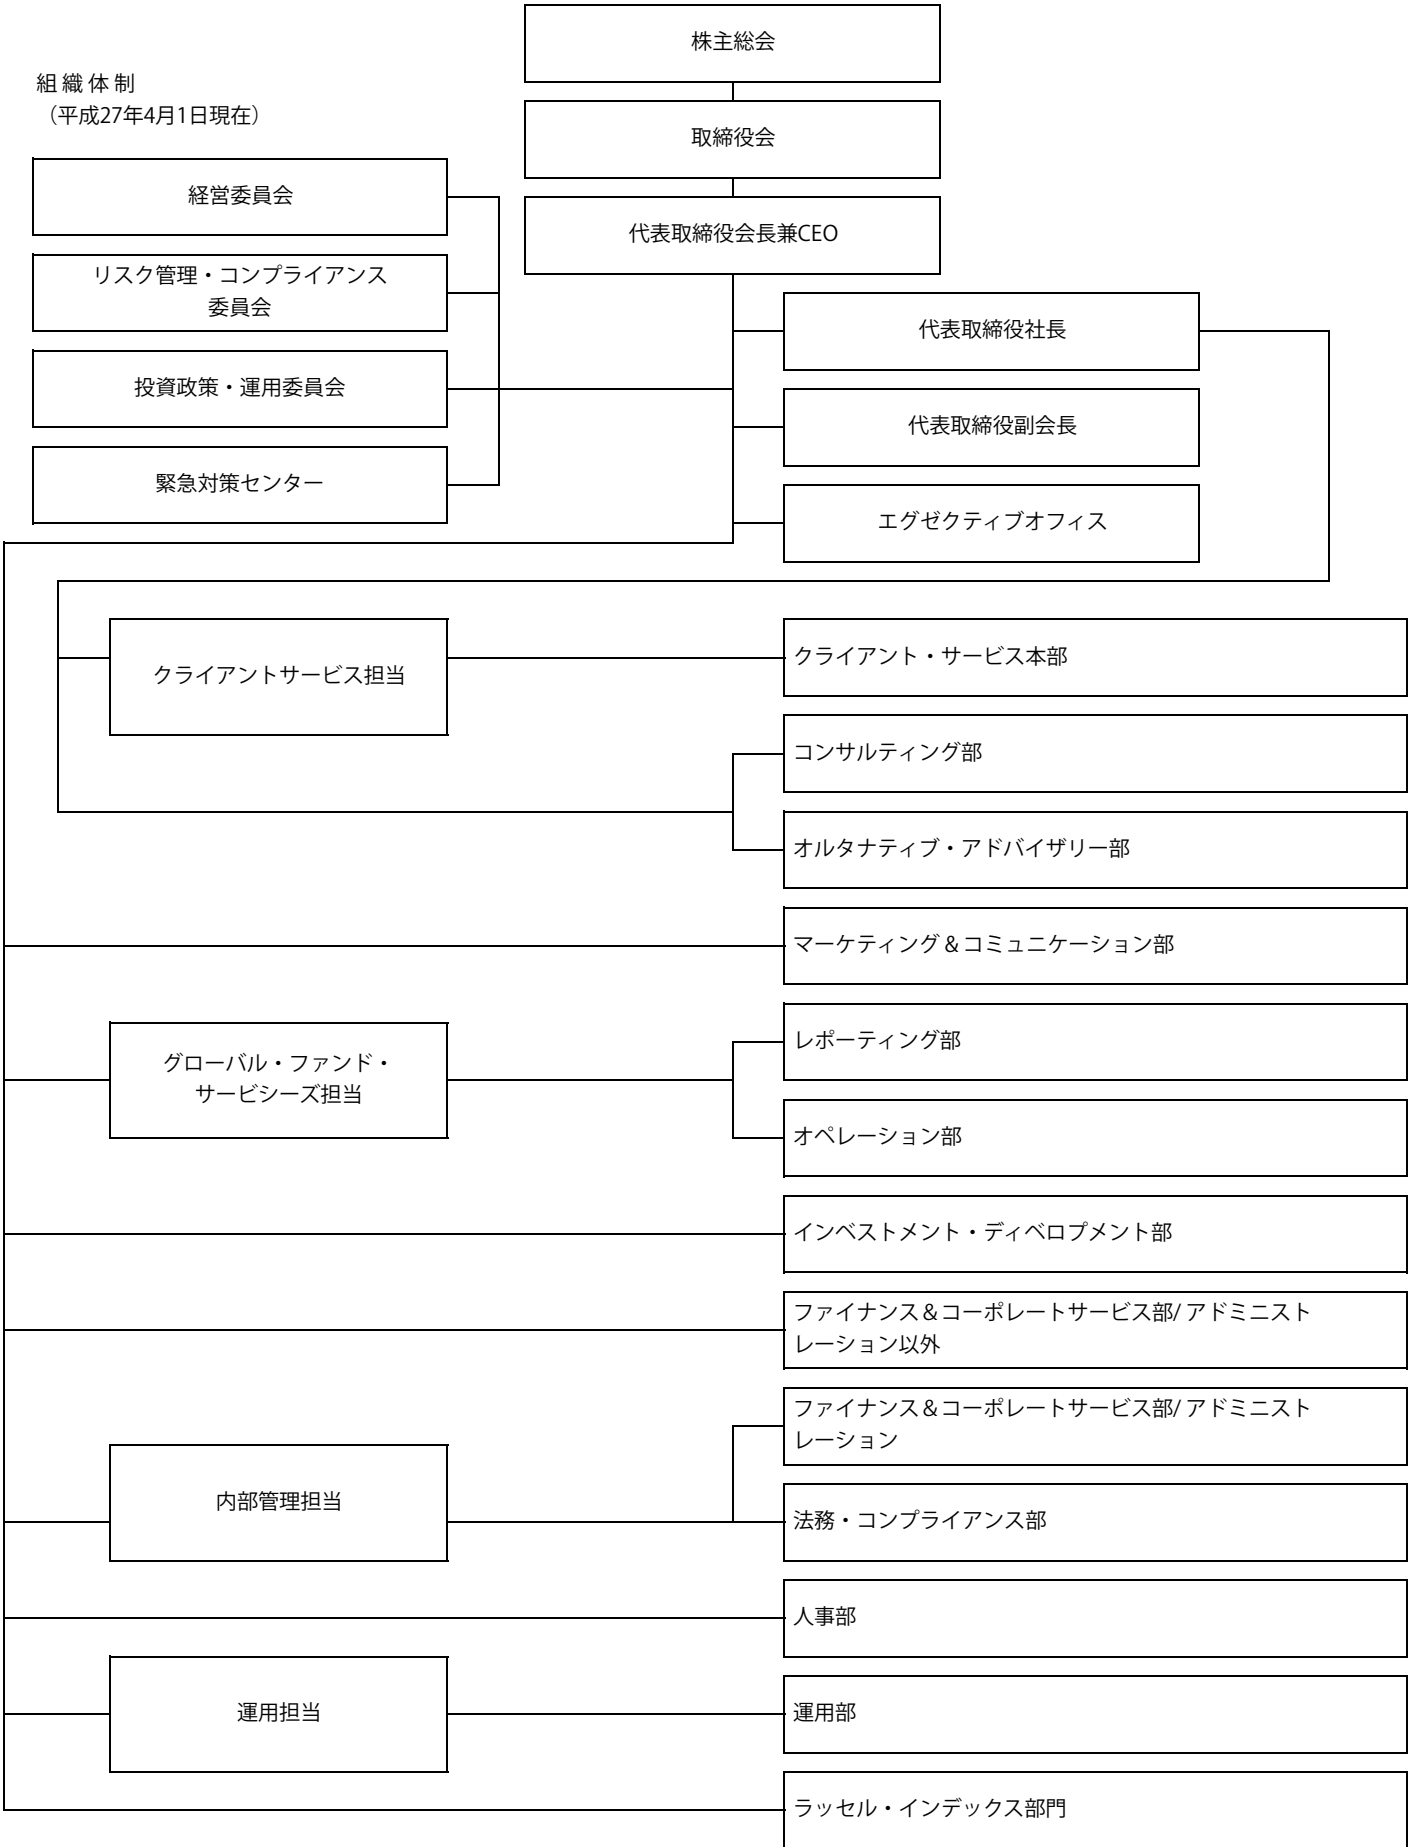 株主総会
組 織 体 制
（平成27年4月1日現在）
取締役会
経営委員会
代表取締役会長兼CEO
リスク管理・コンプライアンス
委員会
代表取締役社長
投資政策・運用委員会
代表取締役副会長
緊急対策センター
エグゼクティブオフィス
クライアントサービス担当
クライアント・サービス本部
コンサルティング部
オルタナティブ・アドバイザリー部
マーケティング＆コミュニケーション部
グローバル・ファンド・
サービシーズ担当
レポーティング部
オペレーション部
インベストメント・ディベロプメント部
ファイナンス＆コーポレートサービス部/ アドミニスト
レーション以外
ファイナンス＆コーポレートサービス部/ アドミニスト
レーション
内部管理担当
法務・コンプライアンス部
人事部
運用担当
運用部
ラッセル・インデックス部門